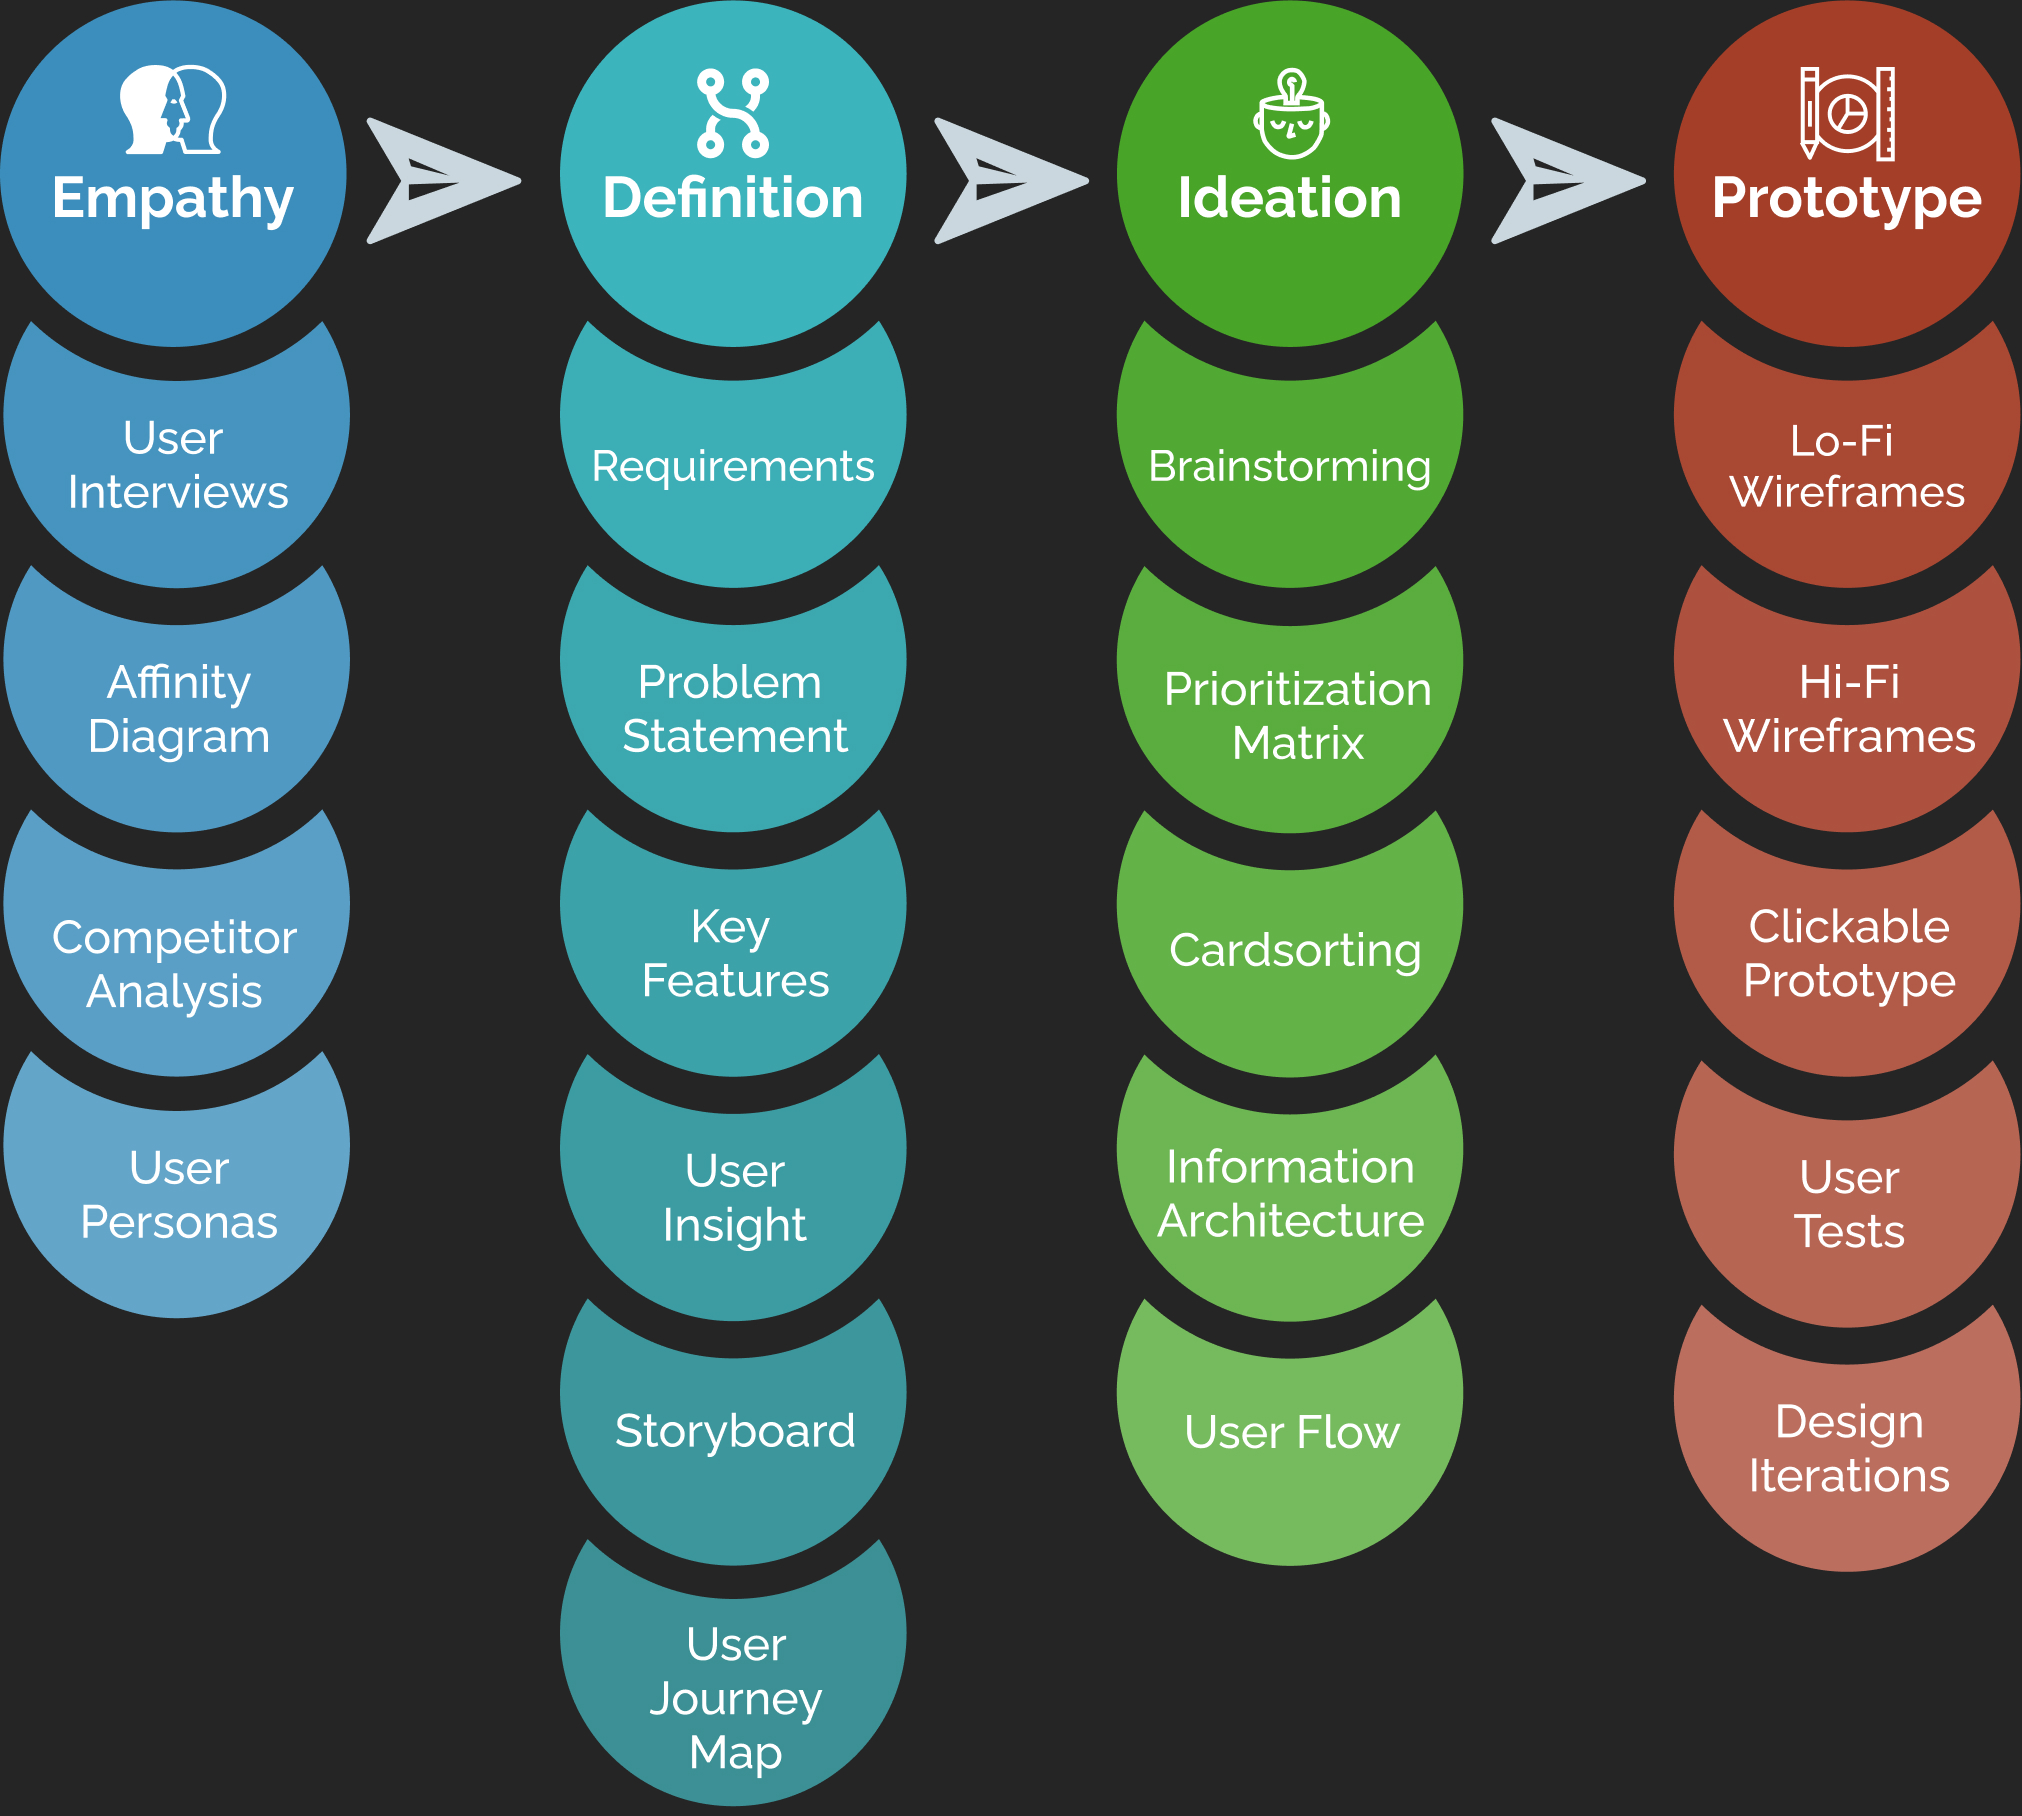 Empathy
User
Interviews
Affinity
Diagram
Competitor
Analysis
User
Personas
Definition
Requirements
Problem
Statement
Key
Features
User
Insight
Storyboard
User
Journey
Map
Ideation
Brainstorming
Prioritization
Matrix
Cardsorting
Information
Architecture
User Flow
Prototype
Lo-Fi
Wireframes
Hi-Fi
Wireframes
Clickable
Prototype
User
Tests
Design
Iterations